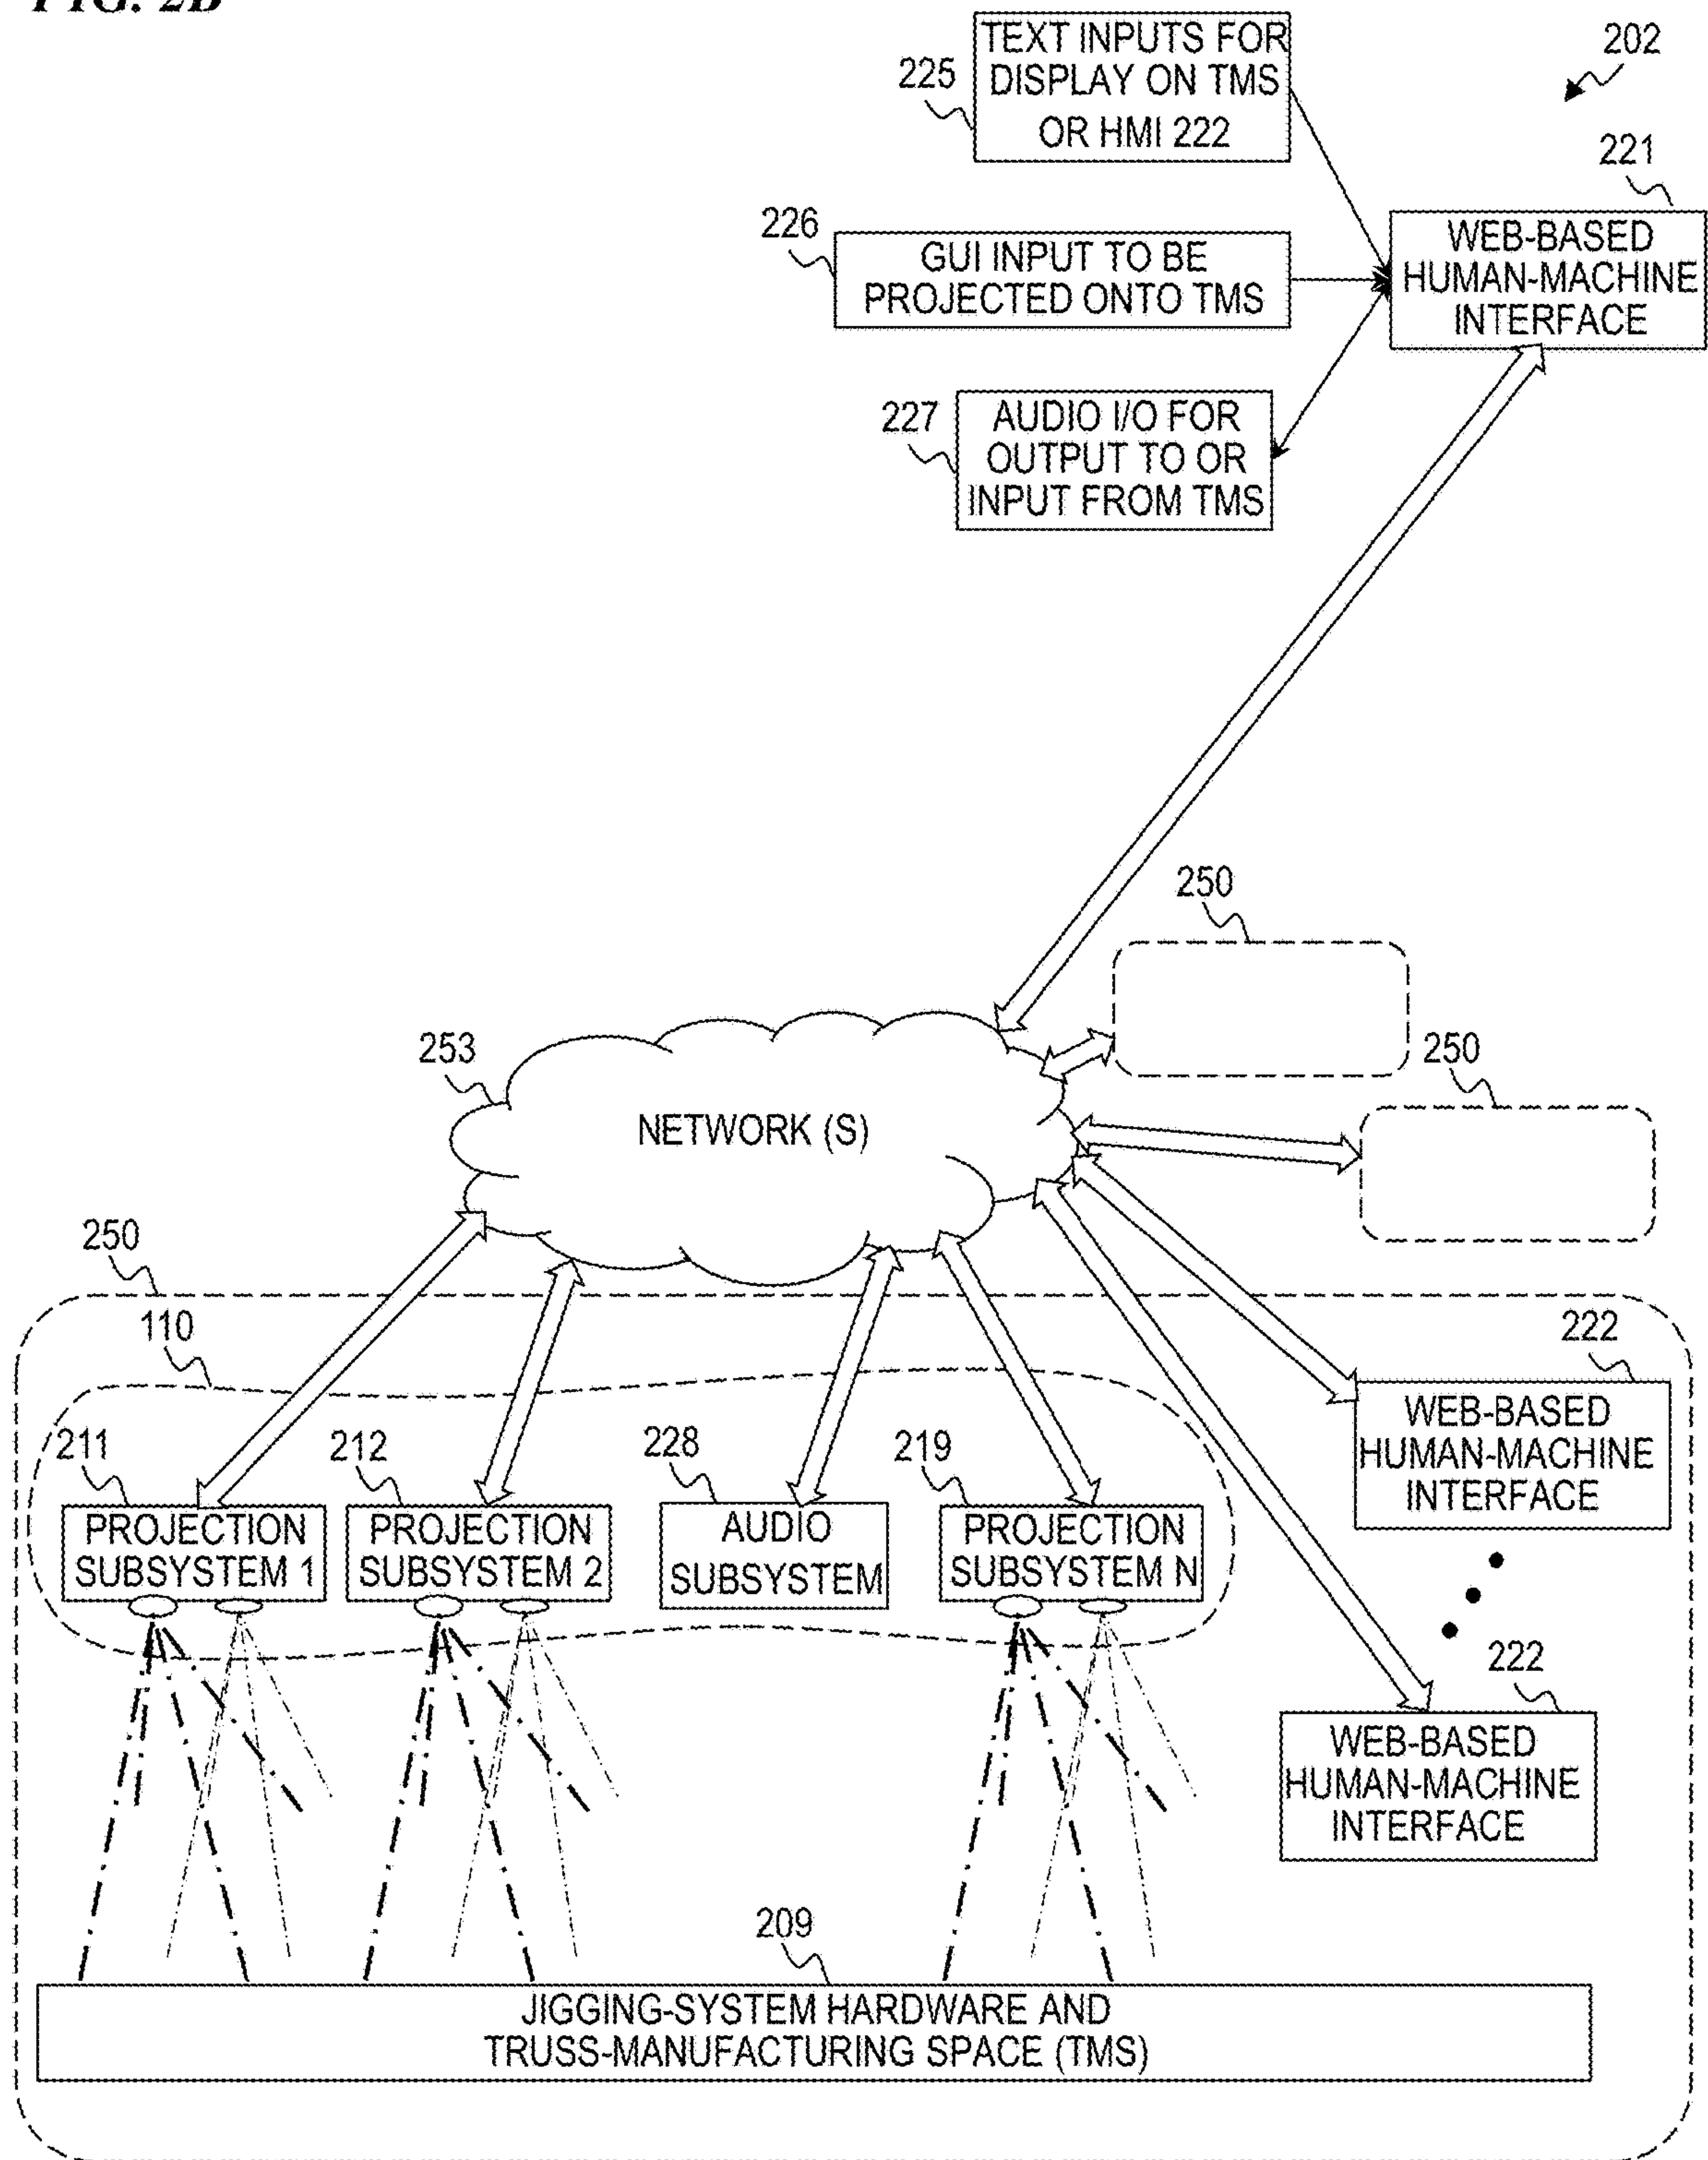 FIG. 2B
202
TEXT INPUTS FOR
DISPLAY ON TMS
OR HMI 222
225
221
226
GUI INPUT TO BE
PROJECTED ONTO TMS
WEB-BASED
HUMAN-MACHINE
INTERFACE
227
AUDIO I/O FOR
OUTPUT TO OR
INPUT FROM TMS
250
253
250
NETWORK (S)
250
110
222
WEB-BASED
HUMAN-MACHINE
INTERFACE
211
212
228
219
PROJECTION
SUBSYSTEM 1
PROJECTION
SUBSYSTEM 2
AUDIO
SUBSYSTEM
PROJECTION
SUBSYSTEM N
222
WEB-BASED
HUMAN-MACHINE
INTERFACE
209
JIGGING-SYSTEM HARDWARE AND
TRUSS-MANUFACTURING SPACE (TMS)